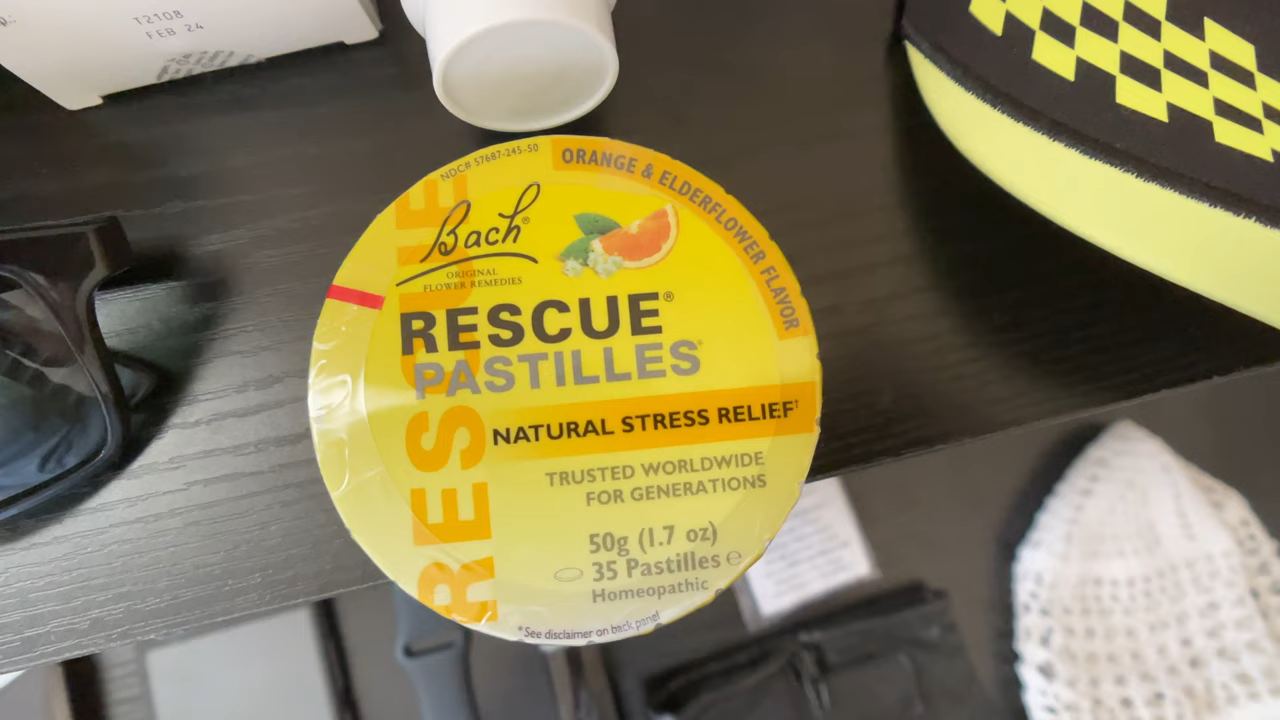 T2108
FEB 24
NDC# 57687-245-50
ORANGE & ELDERFLOWER FLAVOR
Bach®
ORIGINAL
FLOWER REMEDIES
RESCUE®
PASTILLES®
RESCUE
NATURAL STRESS RELIEF†
TRUSTED WORLDWIDE
FOR GENERATIONS
50g (1.7 oz)
35 Pastilles ℮
Homeopathic
*See disclaimer on back panel